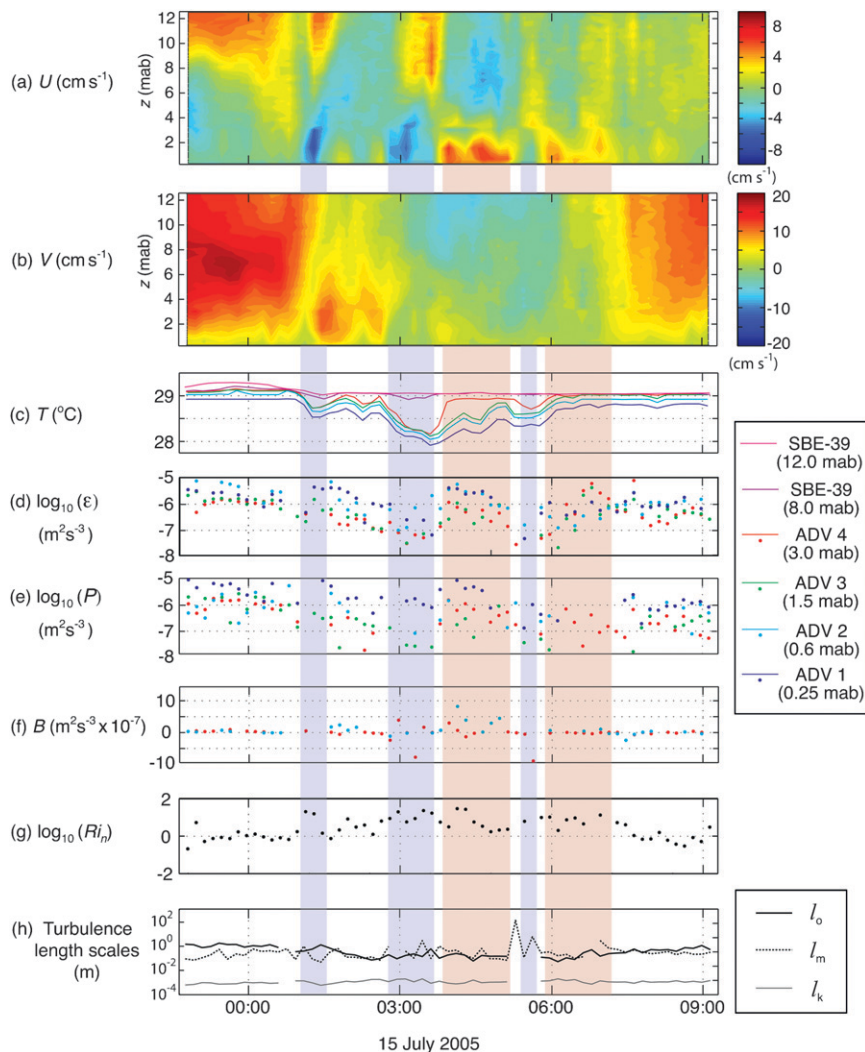 (a) U (cm s⁻¹)
z (mab)
12
10
8
6
4
2
8
4
0
-4
-8
(cm s⁻¹)
(b) V (cm s⁻¹)
z (mab)
12
10
8
6
4
2
20
10
0
-10
-20
(cm s⁻¹)
(c) T (°C)
29
28
(d) log₁₀ (ε)
(m²s⁻³)
-5
-6
-7
-8
(e) log₁₀ (P)
(m²s⁻³)
-5
-6
-7
-8
(f) B (m²s⁻³ x 10⁻⁷)
10
0
-10
(g) log₁₀ (Riₙ)
2
0
-2
(h) Turbulence
length scales
(m)
10²
10⁰
10⁻²
10⁻⁴
00:00
03:00
06:00
09:00
15 July 2005
SBE-39
(12.0 mab)
SBE-39
(8.0 mab)
ADV 4
(3.0 mab)
ADV 3
(1.5 mab)
ADV 2
(0.6 mab)
ADV 1
(0.25 mab)
lₒ
lₘ
lₖ